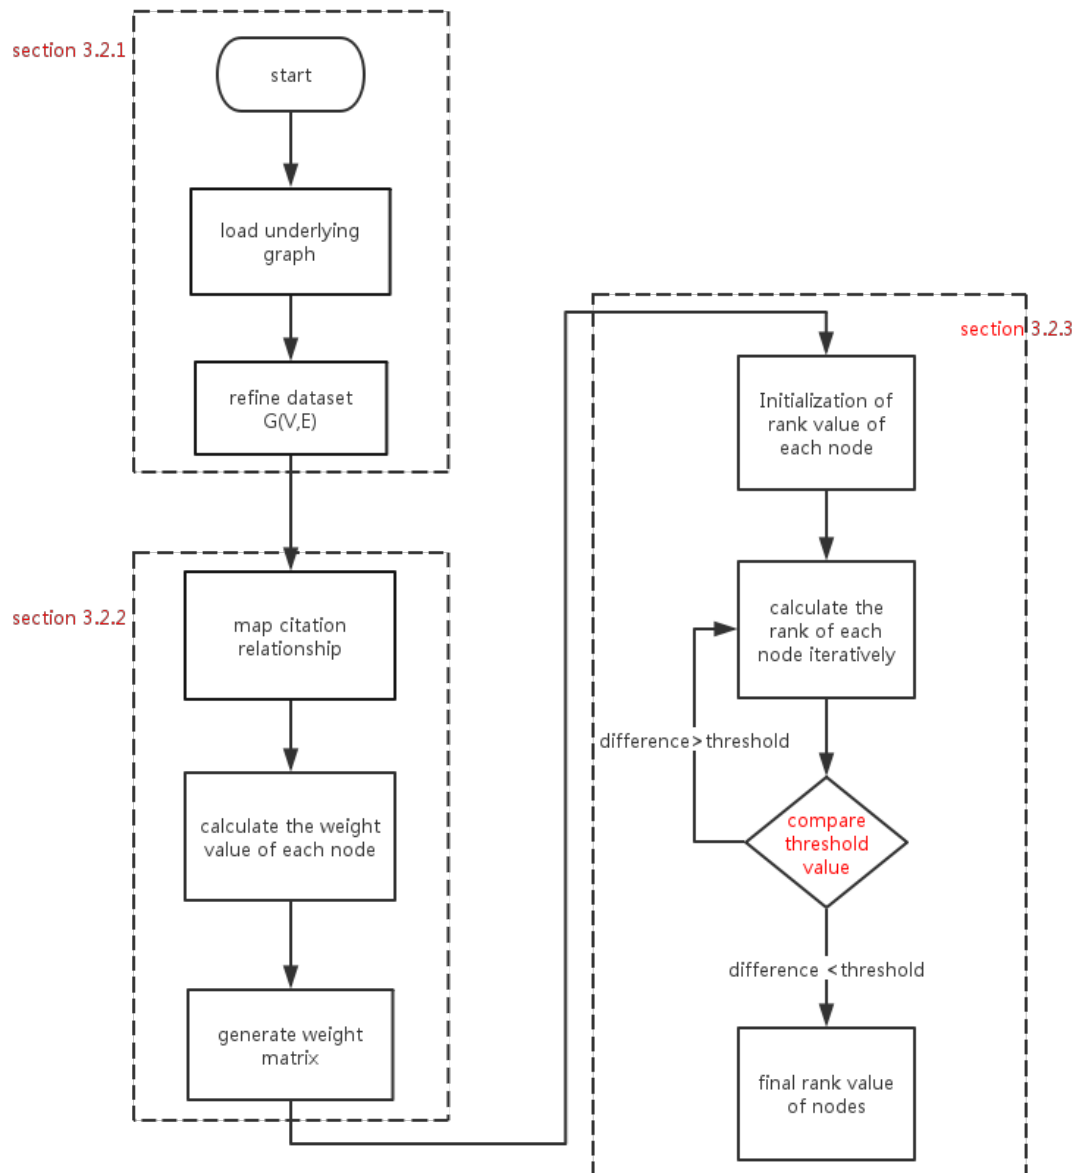 section 3.2.1
start
load underlying
graph
refine dataset
G(V,E)
section 3.2.2
map citation
relationship
calculate the weight
value of each node
generate weight
matrix
section 3.2.3
Initialization of
rank value of
each node
calculate the
rank of each
node iteratively
difference>threshold
compare
threshold
value
difference <threshold
final rank value
of nodes